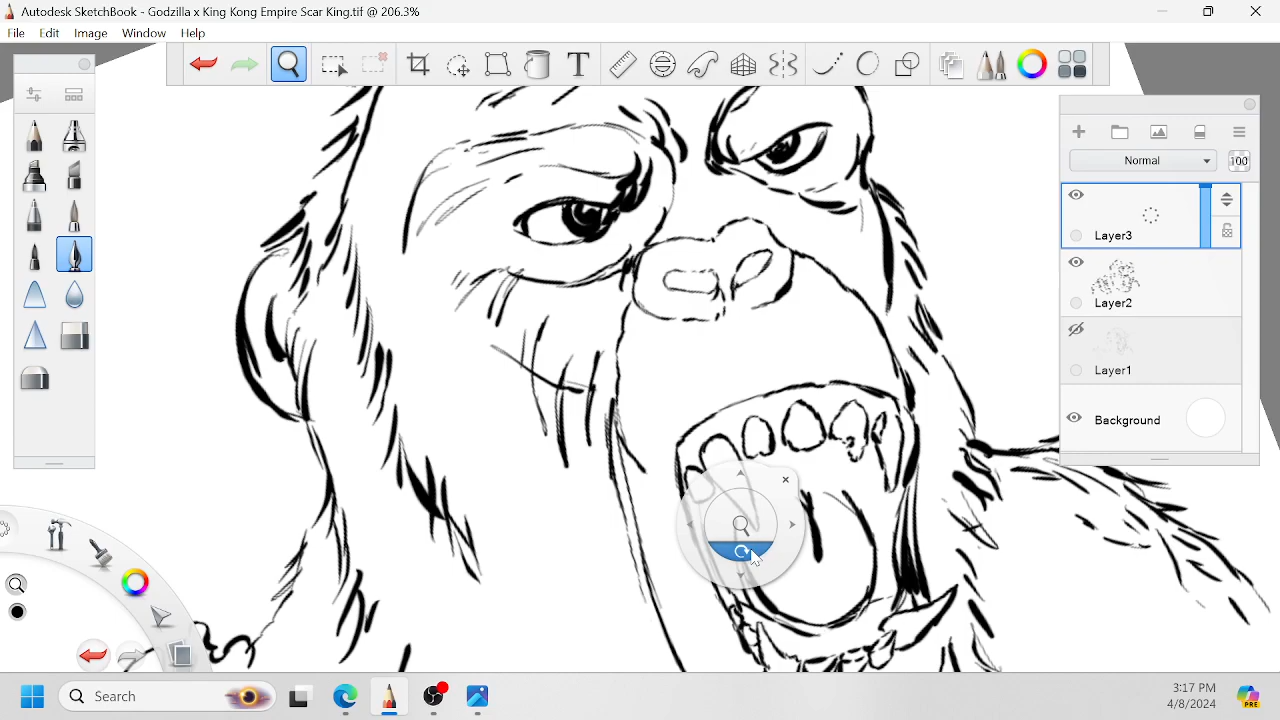 Autodesk SketchBook - Godzilla x King Kong Empire Scar King.tif @ 206.3%
File Edit Image Window Help
T
Normal 100
Layer3
Layer2
Layer1
Background
Search
3:17 PM
4/8/2024
PRE